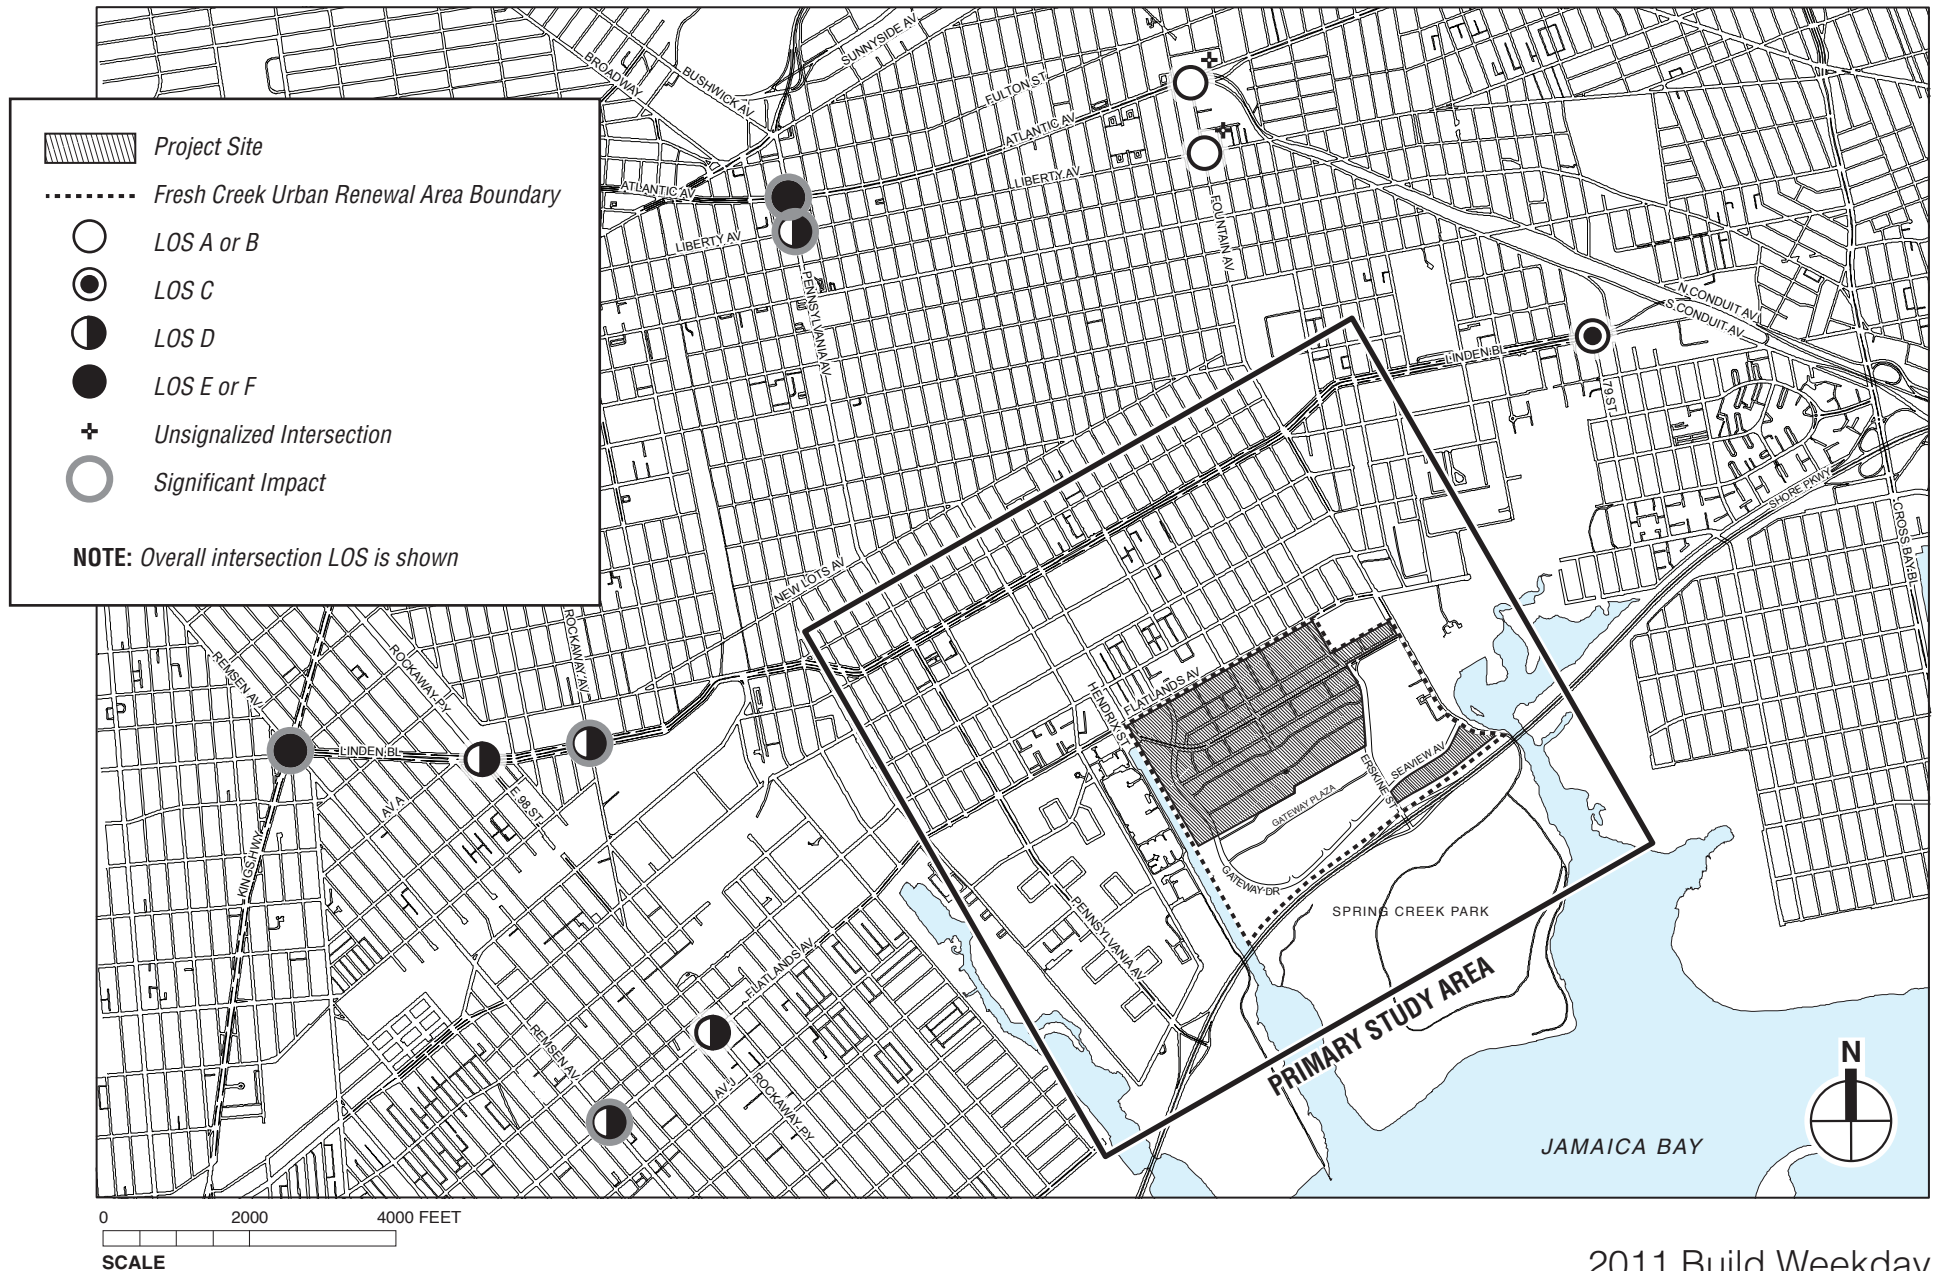 SUNNYSIDE AV
BROADWAY
BUSHWICK AV
FULTON ST
ATLANTIC AV
LIBERTY AV
ATLANTIC AV
LIBERTY AV
FOUNTAIN AV
PENNSYLVANIA AV
N CONDUIT AV
S. CONDUIT AV
LINDEN BL
79 ST
SHORE PKWY
CROSS BAY BL
Project Site
Fresh Creek Urban Renewal Area Boundary
LOS A or B
LOS C
LOS D
LOS E or F
Unsignalized Intersection
Significant Impact
NOTE: Overall intersection LOS is shown
NEW LOTS AV
ROCKAWAY AV
ROCKAWAY PY
REMSEN AV
LINDEN BL
AV A
E. 98 ST
KINGS HWY
HENDRIX ST
FLATLANDS AV
ERSKINE ST
SEAVIEW AV
GATEWAY PLAZA
GATEWAY DR
SPRING CREEK PARK
PENNSYLVANIA AV
FLATLANDS AV
REMSEN AV
AV J
ROCKAWAY PY
PRIMARY STUDY AREA
JAMAICA BAY
N
0 2000 4000 FEET
SCALE
2011 Build Weekday